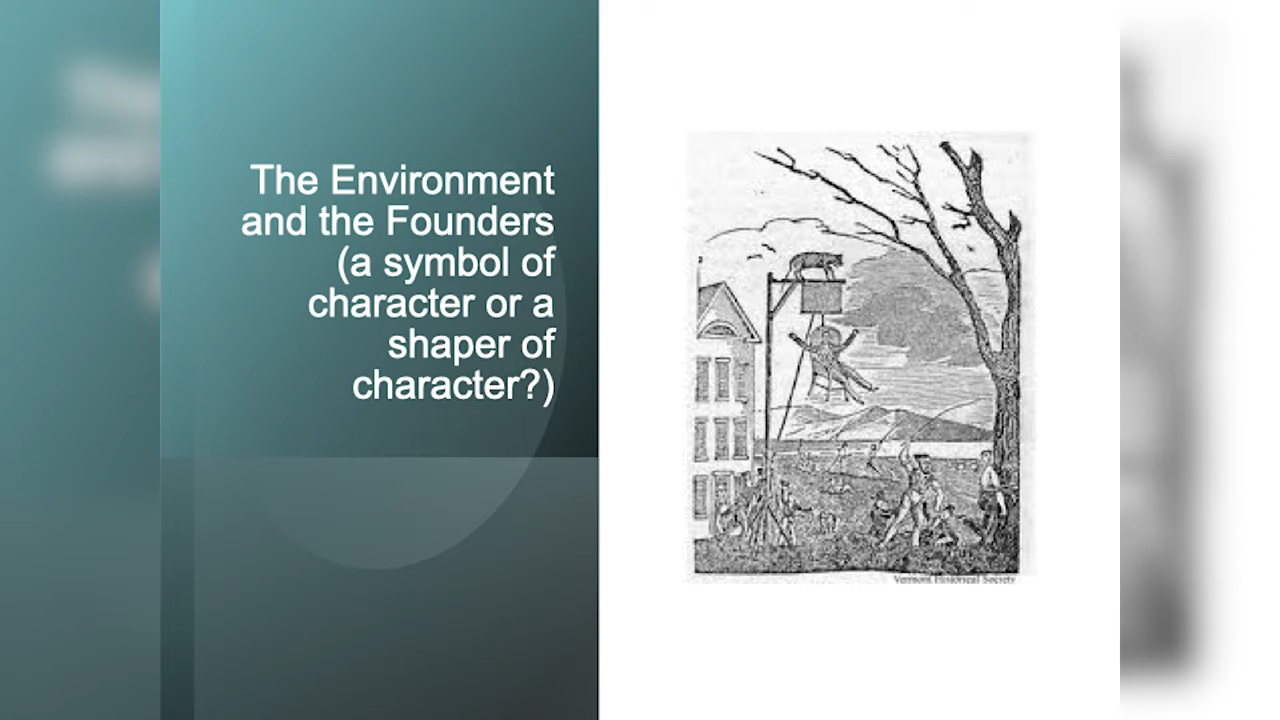 The Environment
and the Founders
(a symbol of
character or a
shaper of
character?)
Vermont Historical Society